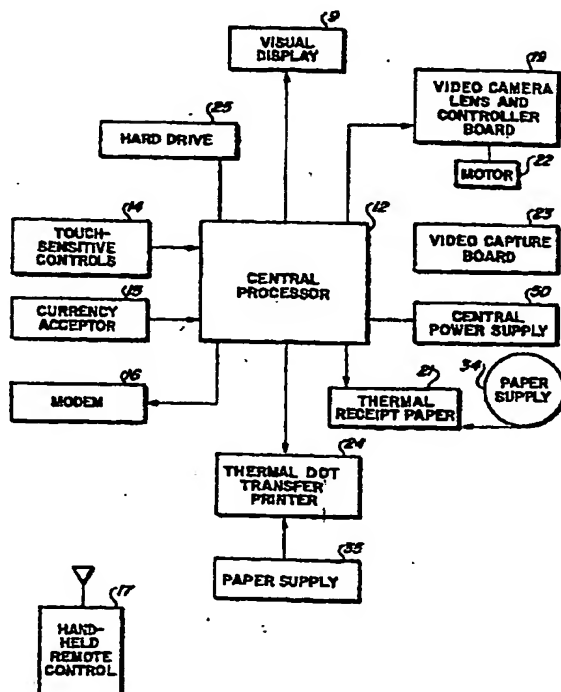 9
VISUAL
DISPLAY
19
VIDEO CAMERA
LENS AND
CONTROLLER
BOARD
25
HARD DRIVE
MOTOR
22
14
TOUCH-
SENSITIVE
CONTROLS
12
CENTRAL
PROCESSOR
23
VIDEO CAPTURE
BOARD
15
CURRENCY
ACCEPTOR
50
CENTRAL
POWER SUPPLY
16
MODEM
21
THERMAL
RECEIPT PAPER
34
PAPER
SUPPLY
24
THERMAL DOT
TRANSFER
PRINTER
35
PAPER SUPPLY
17
HAND-
HELD
REMOTE
CONTROL